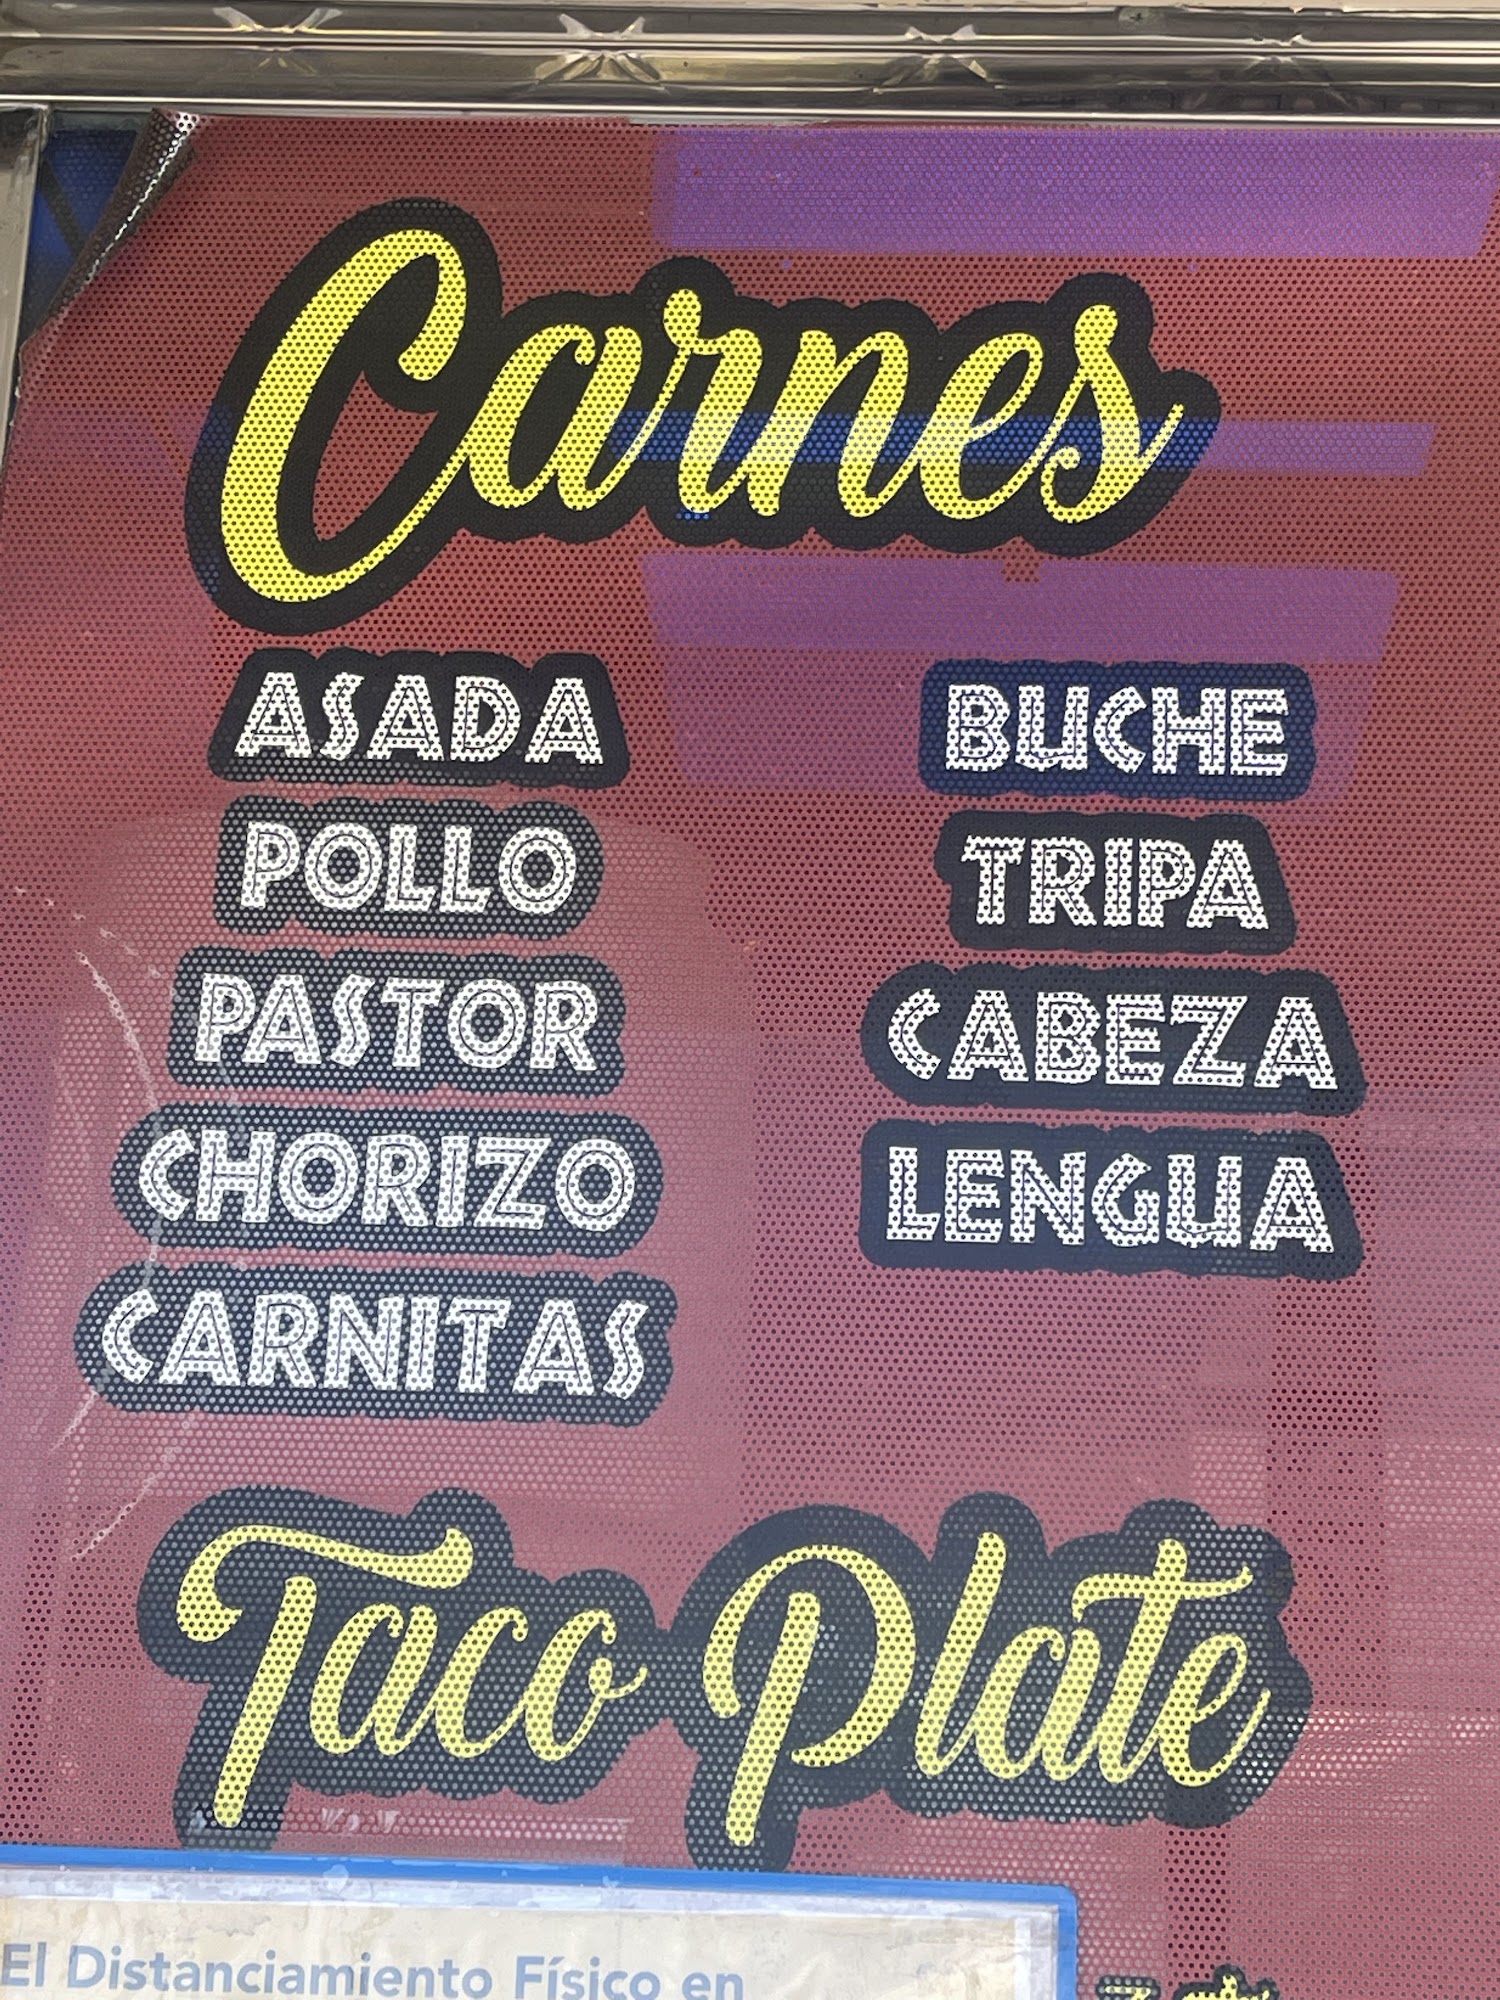 Carnes
ASADA
POLLO
PASTOR
CHORIZO
CARNITAS
BUCHE
TRIPA
CABEZA
LENGUA
Taco Plate
El Distanciamiento Físico en